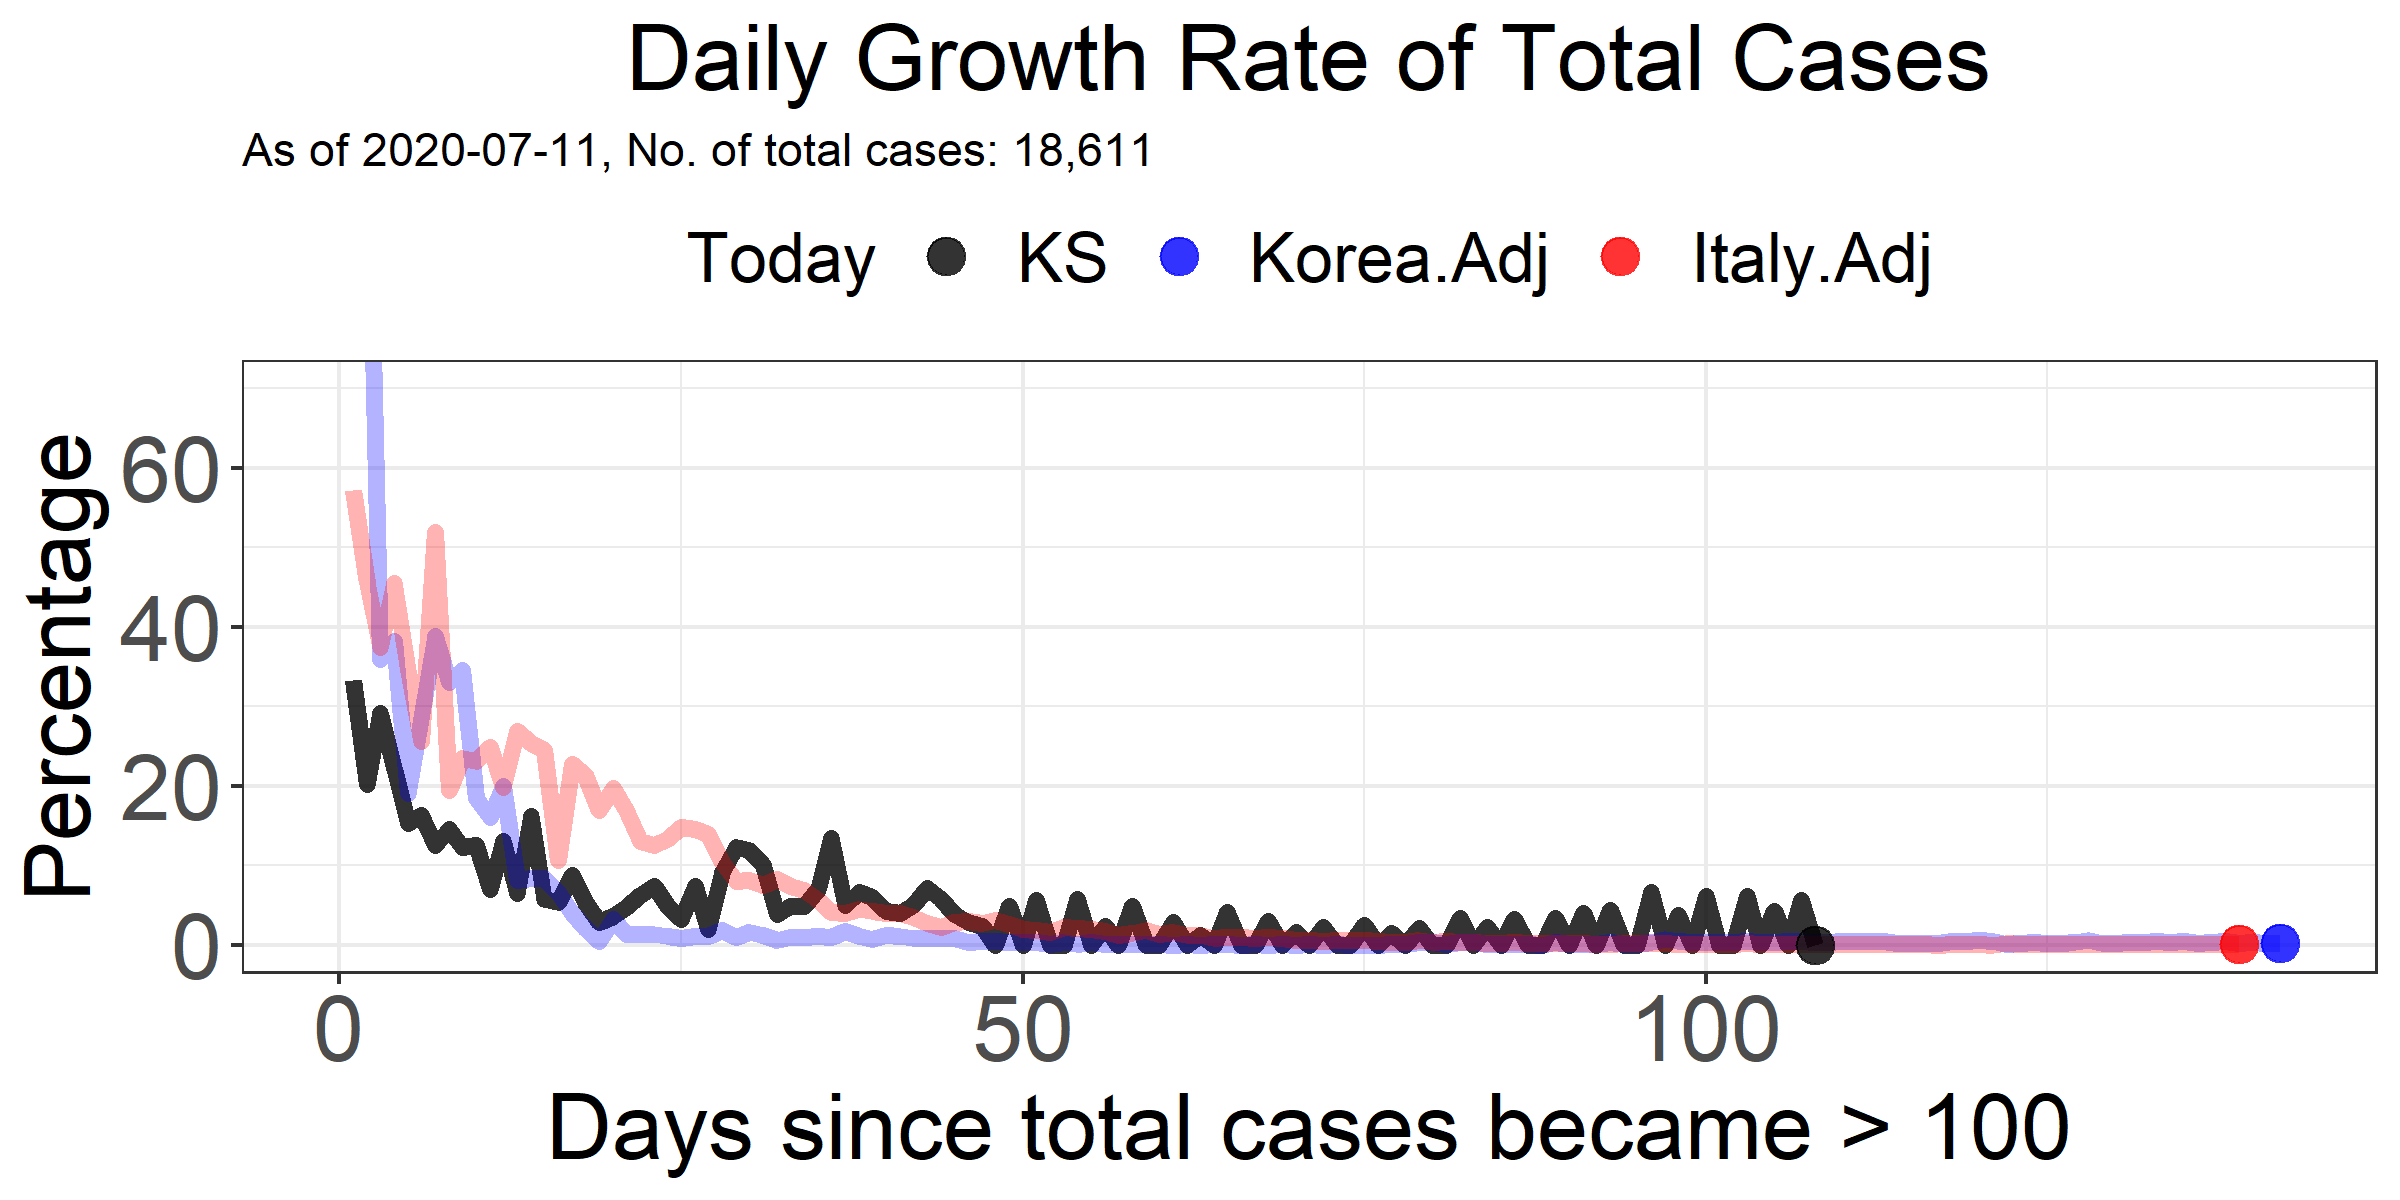 Daily Growth Rate of Total Cases
As of 2020-07-11, No. of total cases: 18,611
Today KS Korea.Adj Italy.Adj
Percentage
60
40
20
0
0 50 100
Days since total cases became > 100